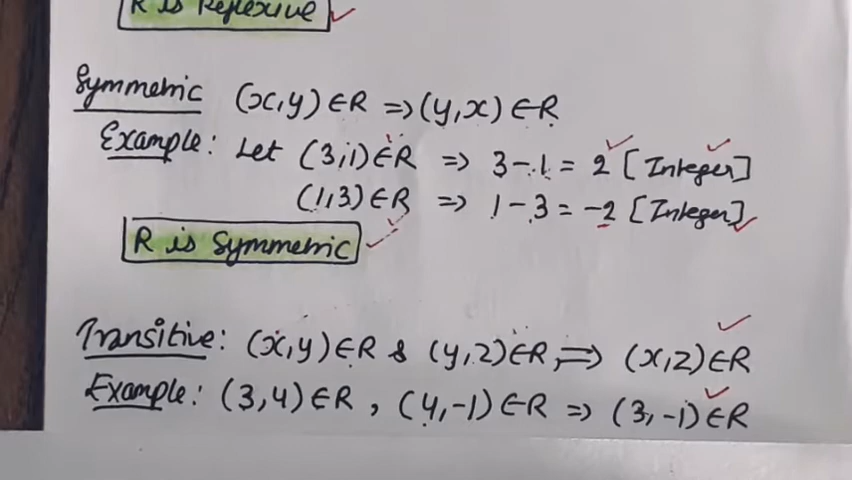 R is Reflexive
Symmetric (x,y) ∈ R => (y,x) ∈ R
Example: Let (3,1) ∈ R => 3-1 = 2 [Integer]
(1,3) ∈ R => 1-3 = -2 [Integer]
R is Symmetric
Transitive: (x,y) ∈ R & (y,z) ∈ R, => (x,z) ∈ R
Example: (3,4) ∈ R, (4,-1) ∈ R => (3,-1) ∈ R